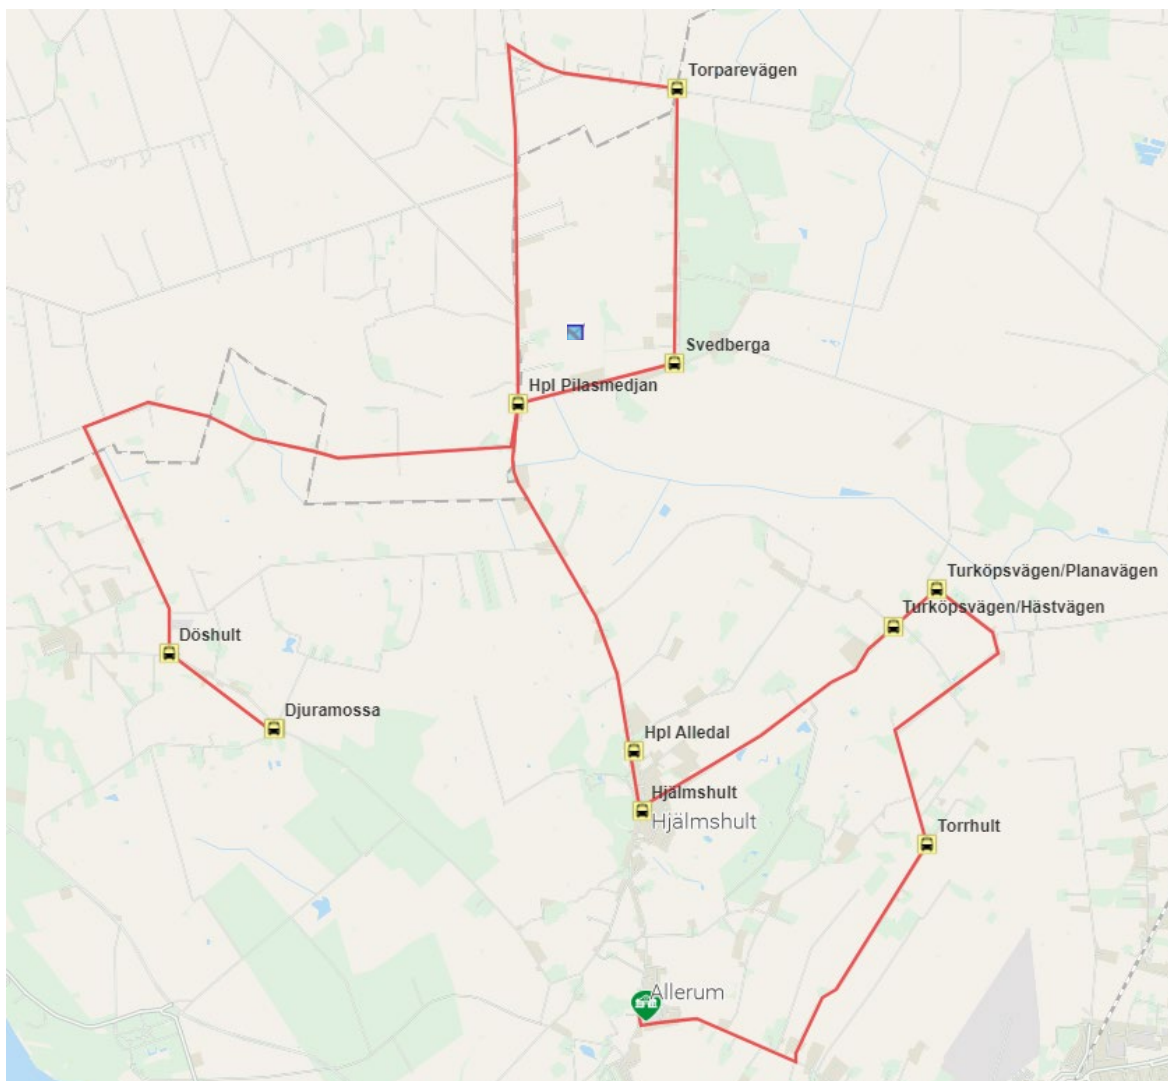 Torparevägen
Svedberga
Hpl Pilasmedjan
Turköpsvägen/Planavägen
Turköpsvägen/Hästvägen
Döshult
Djuramossa
Hpl Alledal
Hjälmshult
Hjälmshult
Torrhult
Allerum